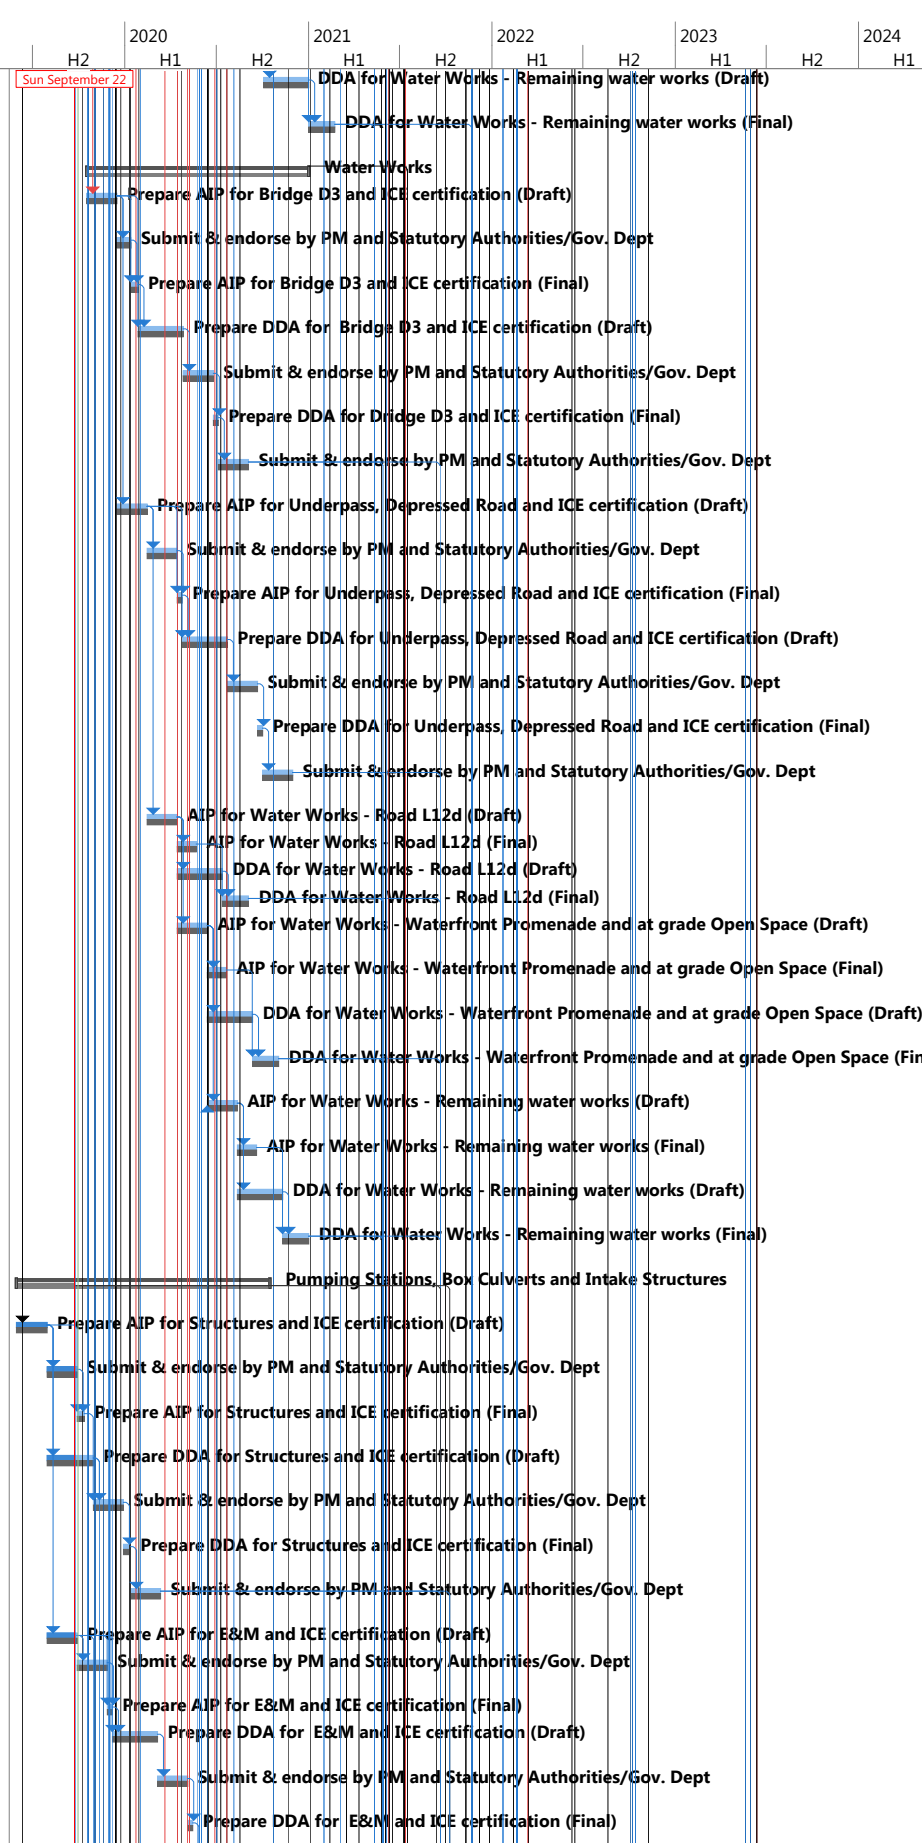 2020 2021 2022 2023 2024
H2 H1 H2 H1 H2 H1 H2 H1 H2 H1
Sun September 22
DDA for Water Works - Remaining water works (Draft)
DDA for Water Works - Remaining water works (Final)
Water Works
Prepare AIP for Bridge D3 and ICE certification (Draft)
Submit & endorse by PM and Statutory Authorities/Gov. Dept
Prepare AIP for Bridge D3 and ICE certification (Final)
Prepare DDA for Bridge D3 and ICE certification (Draft)
Submit & endorse by PM and Statutory Authorities/Gov. Dept
Prepare DDA for Dridge D3 and ICE certification (Final)
Submit & endorse by PM and Statutory Authorities/Gov. Dept
Prepare AIP for Underpass, Depressed Road and ICE certification (Draft)
Submit & endorse by PM and Statutory Authorities/Gov. Dept
Prepare AIP for Underpass, Depressed Road and ICE certification (Final)
Prepare DDA for Underpass, Depressed Road and ICE certification (Draft)
Submit & endorse by PM and Statutory Authorities/Gov. Dept
Prepare DDA for Underpass, Depressed Road and ICE certification (Final)
Submit & endorse by PM and Statutory Authorities/Gov. Dept
AIP for Water Works - Road L12d (Draft)
AIP for Water Works - Road L12d (Final)
DDA for Water Works - Road L12d (Draft)
DDA for Water Works - Road L12d (Final)
AIP for Water Works - Waterfront Promenade and at grade Open Space (Draft)
AIP for Water Works - Waterfront Promenade and at grade Open Space (Final)
DDA for Water Works - Waterfront Promenade and at grade Open Space (Draft)
DDA for Water Works - Waterfront Promenade and at grade Open Space (Fin
AIP for Water Works - Remaining water works (Draft)
AIP for Water Works - Remaining water works (Final)
DDA for Water Works - Remaining water works (Draft)
DDA for Water Works - Remaining water works (Final)
Pumping Stations, Box Culverts and Intake Structures
Prepare AIP for Structures and ICE certification (Draft)
Submit & endorse by PM and Statutory Authorities/Gov. Dept
Prepare AIP for Structures and ICE certification (Final)
Prepare DDA for Structures and ICE certification (Draft)
Submit & endorse by PM and Statutory Authorities/Gov. Dept
Prepare DDA for Structures and ICE certification (Final)
Submit & endorse by PM and Statutory Authorities/Gov. Dept
Prepare AIP for E&M and ICE certification (Draft)
Submit & endorse by PM and Statutory Authorities/Gov. Dept
Prepare AIP for E&M and ICE certification (Final)
Prepare DDA for E&M and ICE certification (Draft)
Submit & endorse by PM and Statutory Authorities/Gov. Dept
Prepare DDA for E&M and ICE certification (Final)